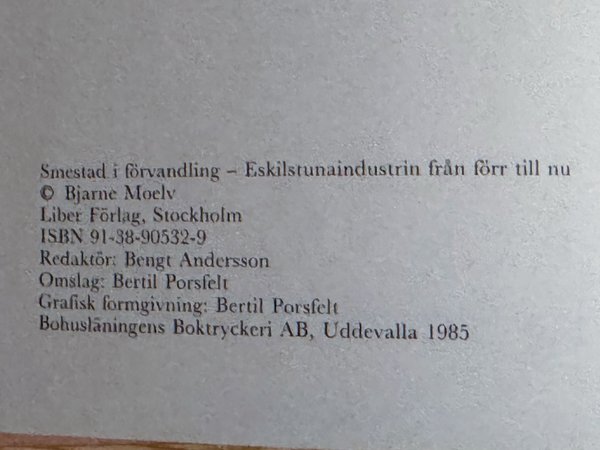 Smestad i förvandling – Eskilstunaindustrin från förr till nu
© Bjarne Moelv
Liber Förlag, Stockholm
ISBN 91-38-90532-9
Redaktör: Bengt Andersson
Omslag: Bertil Porsfelt
Grafisk formgivning: Bertil Porsfelt
Bohusläningens Boktryckeri AB, Uddevalla 1985